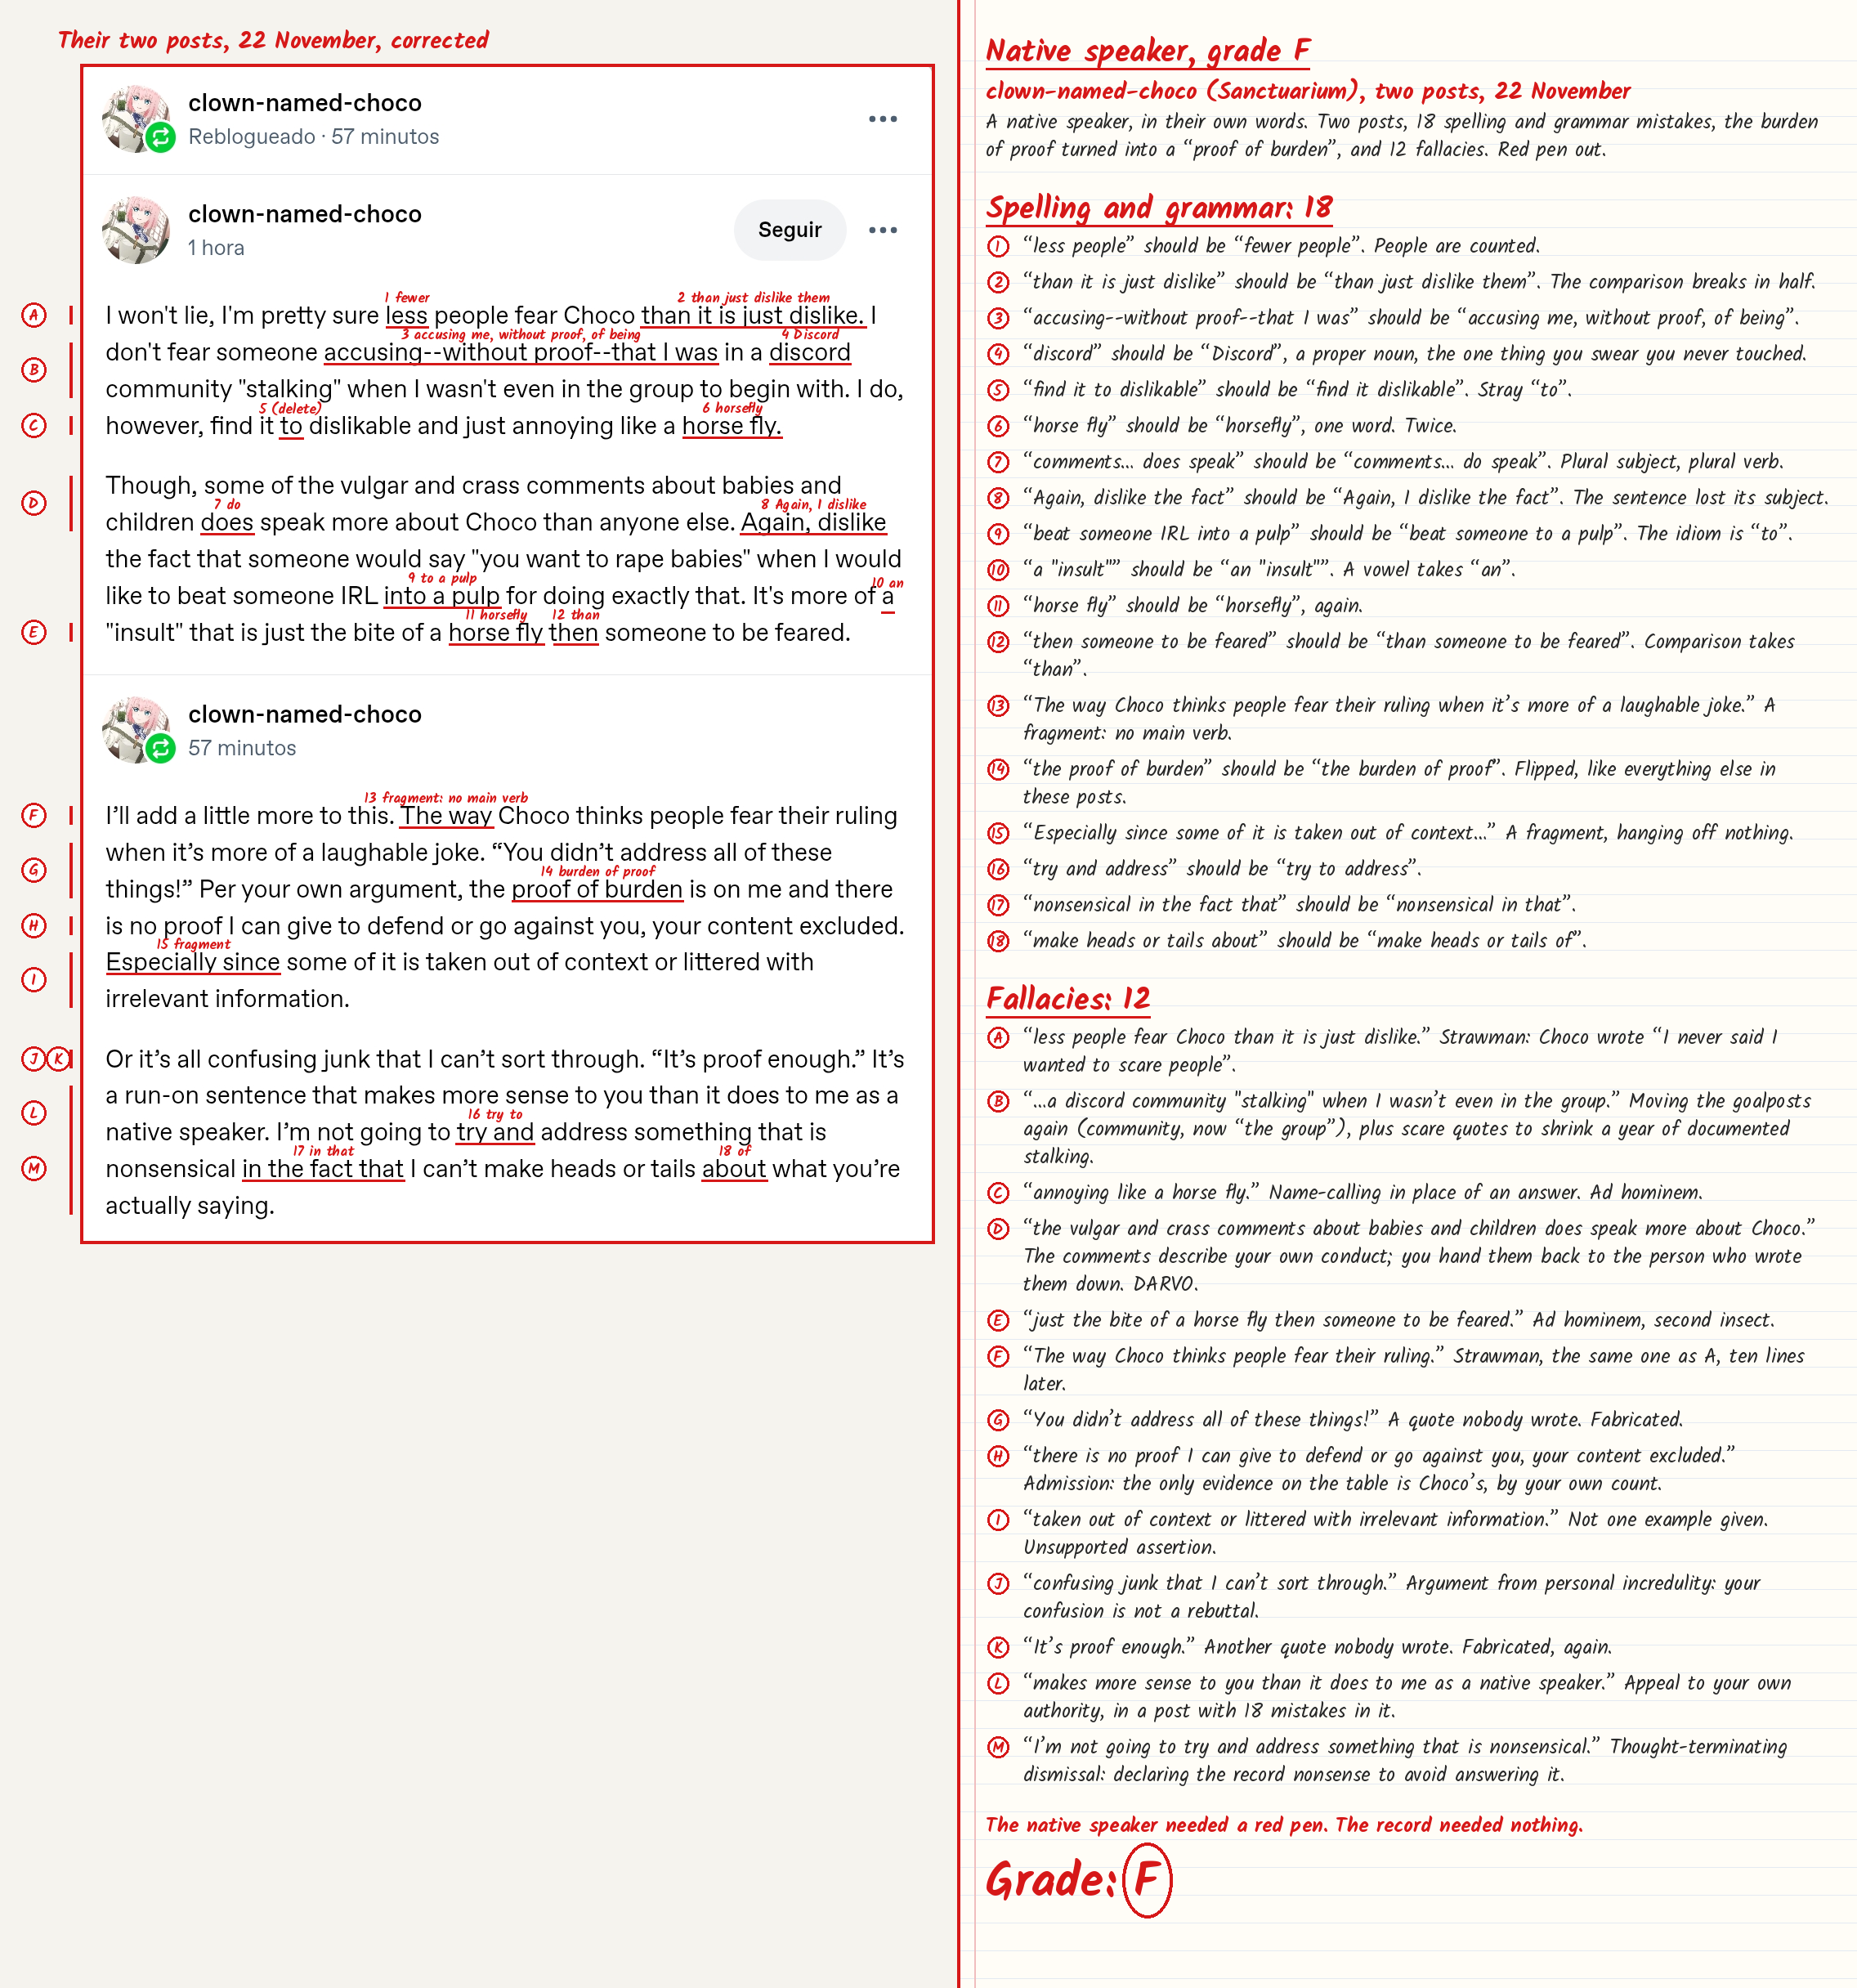 Their two posts, 22 November, corrected
clown-named-choco
Reblogueado · 57 minutos
clown-named-choco
1 hora
Seguir
1 fewer
2 than just dislike them
A
I won't lie, I'm pretty sure less people fear Choco than it is just dislike. I
3 accusing me, without proof, of being
4 Discord
B
don't fear someone accusing--without proof--that I was in a discord
community "stalking" when I wasn't even in the group to begin with. I do,
5 (delete)
6 horsefly
C
however, find it to dislikable and just annoying like a horse fly.
D
Though, some of the vulgar and crass comments about babies and
7 do
8 Again, I dislike
children does speak more about Choco than anyone else. Again, dislike
the fact that someone would say "you want to rape babies" when I would
9 to a pulp
10 an
like to beat someone IRL into a pulp for doing exactly that. It's more of a
11 horsefly
12 than
E
"insult" that is just the bite of a horse fly then someone to be feared.
clown-named-choco
57 minutos
13 fragment: no main verb
F
I’ll add a little more to this. The way Choco thinks people fear their ruling
G
when it’s more of a laughable joke. “You didn’t address all of these
14 burden of proof
things!” Per your own argument, the proof of burden is on me and there
H
is no proof I can give to defend or go against you, your content excluded.
15 fragment
I
Especially since some of it is taken out of context or littered with
irrelevant information.
J K
Or it’s all confusing junk that I can’t sort through. “It’s proof enough.” It’s
L
a run-on sentence that makes more sense to you than it does to me as a
16 try to
native speaker. I’m not going to try and address something that is
17 in that
18 of
M
nonsensical in the fact that I can’t make heads or tails about what you’re
actually saying.
Native speaker, grade F
clown-named-choco (Sanctuarium), two posts, 22 November
A native speaker, in their own words. Two posts, 18 spelling and grammar mistakes, the burden
of proof turned into a “proof of burden”, and 12 fallacies. Red pen out.
Spelling and grammar: 18
1 “less people” should be “fewer people”. People are counted.
2 “than it is just dislike” should be “than just dislike them”. The comparison breaks in half.
3 “accusing--without proof--that I was” should be “accusing me, without proof, of being”.
4 “discord” should be “Discord”, a proper noun, the one thing you swear you never touched.
5 “find it to dislikable” should be “find it dislikable”. Stray “to”.
6 “horse fly” should be “horsefly”, one word. Twice.
7 “comments... does speak” should be “comments... do speak”. Plural subject, plural verb.
8 “Again, dislike the fact” should be “Again, I dislike the fact”. The sentence lost its subject.
9 “beat someone IRL into a pulp” should be “beat someone to a pulp”. The idiom is “to”.
10 “a "insult"” should be “an "insult"”. A vowel takes “an”.
11 “horse fly” should be “horsefly”, again.
12 “then someone to be feared” should be “than someone to be feared”. Comparison takes
“than”.
13 “The way Choco thinks people fear their ruling when it’s more of a laughable joke.” A
fragment: no main verb.
14 “the proof of burden” should be “the burden of proof”. Flipped, like everything else in
these posts.
15 “Especially since some of it is taken out of context...” A fragment, hanging off nothing.
16 “try and address” should be “try to address”.
17 “nonsensical in the fact that” should be “nonsensical in that”.
18 “make heads or tails about” should be “make heads or tails of”.
Fallacies: 12
A “less people fear Choco than it is just dislike.” Strawman: Choco wrote “I never said I
wanted to scare people”.
B “...a discord community "stalking" when I wasn’t even in the group.” Moving the goalposts
again (community, now “the group”), plus scare quotes to shrink a year of documented
stalking.
C “annoying like a horse fly.” Name-calling in place of an answer. Ad hominem.
D “the vulgar and crass comments about babies and children does speak more about Choco.”
The comments describe your own conduct; you hand them back to the person who wrote
them down. DARVO.
E “just the bite of a horse fly then someone to be feared.” Ad hominem, second insect.
F “The way Choco thinks people fear their ruling.” Strawman, the same one as A, ten lines
later.
G “You didn’t address all of these things!” A quote nobody wrote. Fabricated.
H “there is no proof I can give to defend or go against you, your content excluded.”
Admission: the only evidence on the table is Choco’s, by your own count.
I “taken out of context or littered with irrelevant information.” Not one example given.
Unsupported assertion.
J “confusing junk that I can’t sort through.” Argument from personal incredulity: your
confusion is not a rebuttal.
K “It’s proof enough.” Another quote nobody wrote. Fabricated, again.
L “makes more sense to you than it does to me as a native speaker.” Appeal to your own
authority, in a post with 18 mistakes in it.
M “I’m not going to try and address something that is nonsensical.” Thought-terminating
dismissal: declaring the record nonsense to avoid answering it.
The native speaker needed a red pen. The record needed nothing.
Grade: F